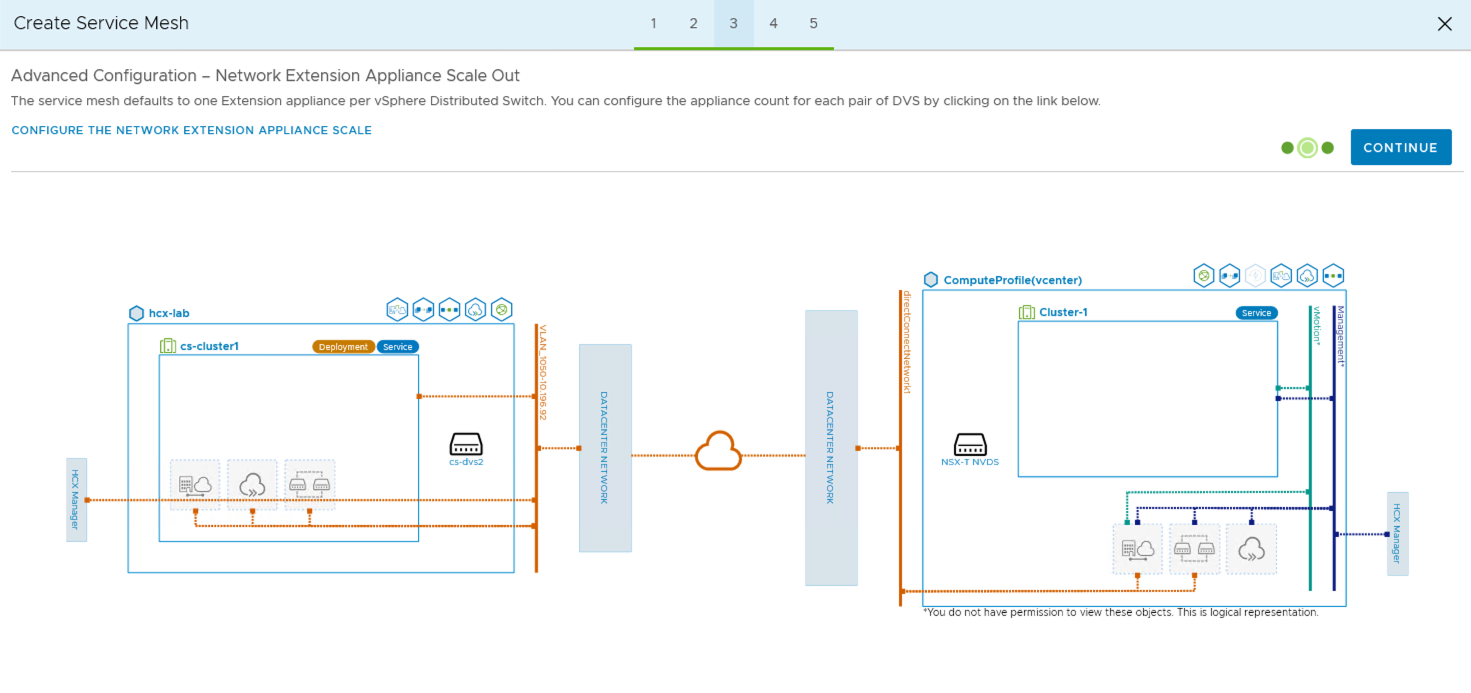 Create Service Mesh
1
2
3
4
5
Advanced Configuration – Network Extension Appliance Scale Out
The service mesh defaults to one Extension appliance per vSphere Distributed Switch. You can configure the appliance count for each pair of DVS by clicking on the link below.
CONFIGURE THE NETWORK EXTENSION APPLIANCE SCALE
CONTINUE
hcx-lab
cs-cluster1
Deployment
Service
VLAN_1050-10.196.92
cs-dvs2
HCX Manager
DATACENTER NETWORK
DATACENTER NETWORK
directConnectNetwork1
ComputeProfile(vcenter)
Cluster-1
Service
vMotion*
Management*
NSX-T NVDS
HCX Manager
*You do not have permission to view these objects. This is logical representation.